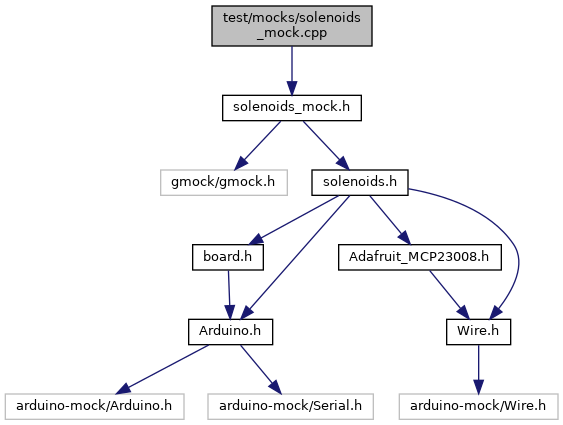 test/mocks/solenoids
_mock.cpp
solenoids_mock.h
gmock/gmock.h
solenoids.h
board.h
Adafruit_MCP23008.h
Arduino.h
Wire.h
arduino-mock/Arduino.h
arduino-mock/Serial.h
arduino-mock/Wire.h